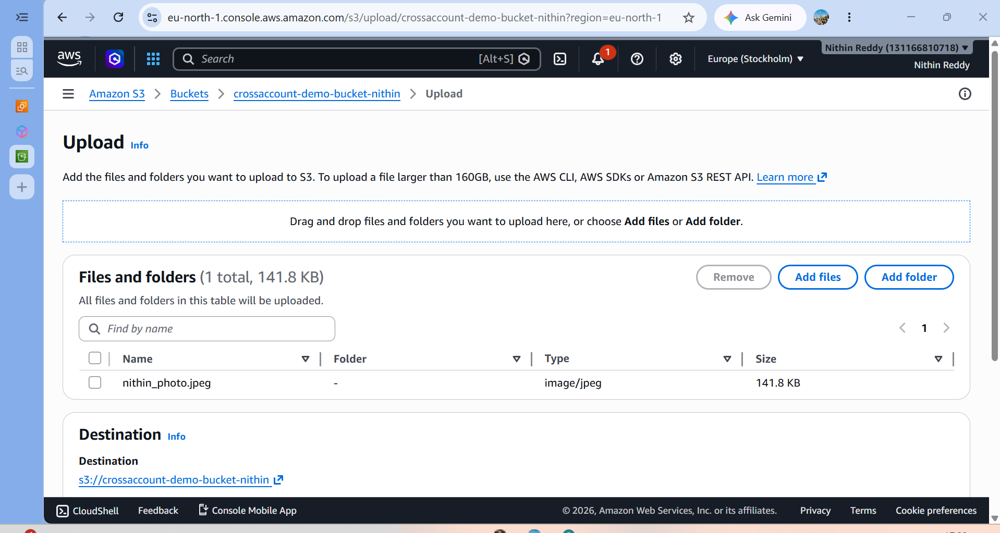 eu-north-1.console.aws.amazon.com/s3/upload/crossaccount-demo-bucket-nithin?region=eu-north-1
Ask Gemini
aws
Search
[Alt+S]
1
Europe (Stockholm)
Nithin Reddy (131166810718)
Nithin Reddy
Amazon S3
Buckets
crossaccount-demo-bucket-nithin
Upload
Upload Info
Add the files and folders you want to upload to S3. To upload a file larger than 160GB, use the AWS CLI, AWS SDKs or Amazon S3 REST API. Learn more
Drag and drop files and folders you want to upload here, or choose Add files or Add folder.
Files and folders (1 total, 141.8 KB)
Remove
Add files
Add folder
All files and folders in this table will be uploaded.
Find by name
1
Name Folder Type Size
nithin_photo.jpeg - image/jpeg 141.8 KB
Destination Info
Destination
s3://crossaccount-demo-bucket-nithin
CloudShell Feedback Console Mobile App © 2026, Amazon Web Services, Inc. or its affiliates. Privacy Terms Cookie preferences